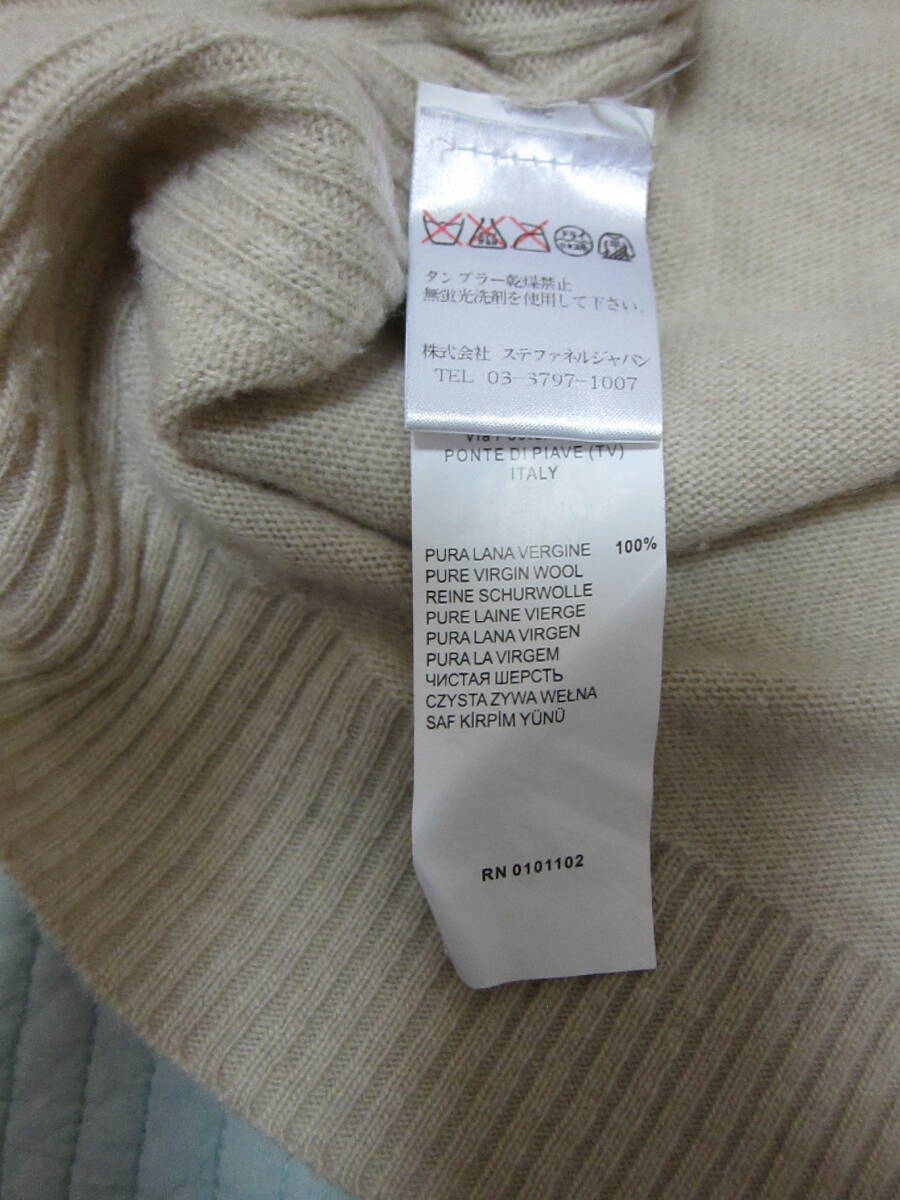 タンブラー乾燥禁止
無蛍光洗剤を使用して下さい。
株式会社 ステファネルジャパン
TEL 03-3797-1007
PONTE DI PIAVE (TV)
ITALY
PURA LANA VERGINE 100%
PURE VIRGIN WOOL
REINE SCHURWOLLE
PURE LAINE VIERGE
PURA LANA VIRGEN
PURA LA VIRGEM
ЧИСТАЯ ШЕРСТЬ
CZYSTA ZYWA WEŁNA
SAF KİRPİM YÜNÜ
RN 0101102